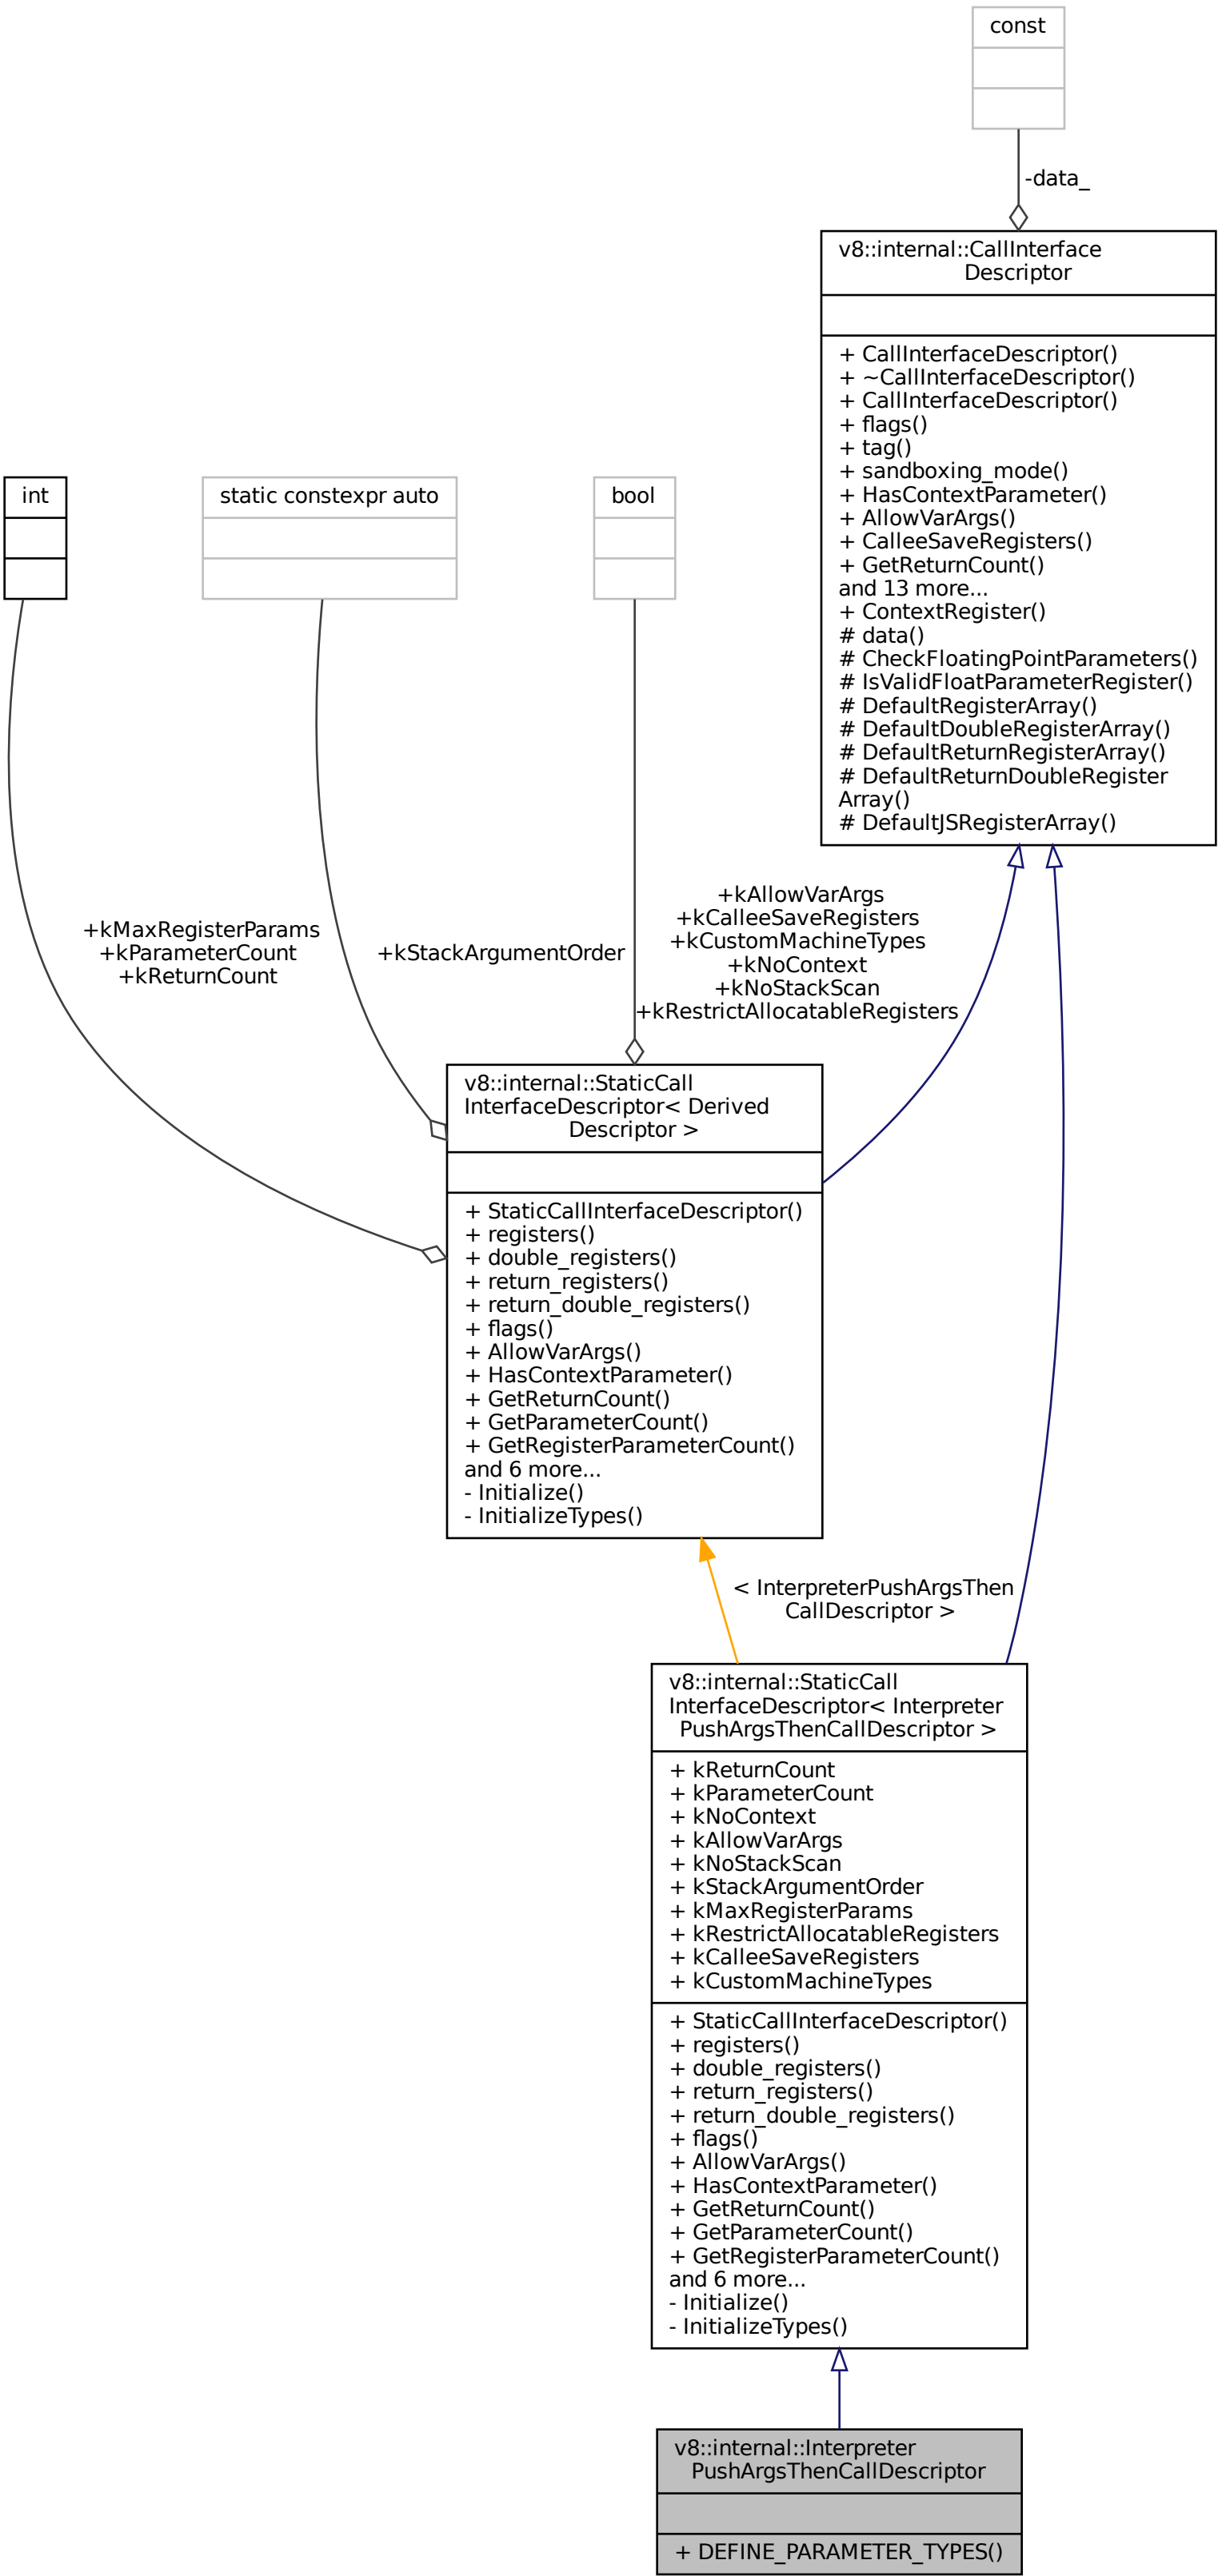 const
-data_
v8::internal::CallInterface
Descriptor
+ CallInterfaceDescriptor()
+ ~CallInterfaceDescriptor()
+ CallInterfaceDescriptor()
+ flags()
+ tag()
+ sandboxing_mode()
+ HasContextParameter()
+ AllowVarArgs()
+ CalleeSaveRegisters()
+ GetReturnCount()
and 13 more...
+ ContextRegister()
# data()
# CheckFloatingPointParameters()
# IsValidFloatParameterRegister()
# DefaultRegisterArray()
# DefaultDoubleRegisterArray()
# DefaultReturnRegisterArray()
# DefaultReturnDoubleRegister
Array()
# DefaultJSRegisterArray()
int
static constexpr auto
bool
+kMaxRegisterParams
+kParameterCount
+kReturnCount
+kStackArgumentOrder
+kAllowVarArgs
+kCalleeSaveRegisters
+kCustomMachineTypes
+kNoContext
+kNoStackScan
+kRestrictAllocatableRegisters
v8::internal::StaticCall
InterfaceDescriptor< Derived
Descriptor >
+ StaticCallInterfaceDescriptor()
+ registers()
+ double_registers()
+ return_registers()
+ return_double_registers()
+ flags()
+ AllowVarArgs()
+ HasContextParameter()
+ GetReturnCount()
+ GetParameterCount()
+ GetRegisterParameterCount()
and 6 more...
- Initialize()
- InitializeTypes()
< InterpreterPushArgsThen
CallDescriptor >
v8::internal::StaticCall
InterfaceDescriptor< Interpreter
PushArgsThenCallDescriptor >
+ kReturnCount
+ kParameterCount
+ kNoContext
+ kAllowVarArgs
+ kNoStackScan
+ kStackArgumentOrder
+ kMaxRegisterParams
+ kRestrictAllocatableRegisters
+ kCalleeSaveRegisters
+ kCustomMachineTypes
+ StaticCallInterfaceDescriptor()
+ registers()
+ double_registers()
+ return_registers()
+ return_double_registers()
+ flags()
+ AllowVarArgs()
+ HasContextParameter()
+ GetReturnCount()
+ GetParameterCount()
+ GetRegisterParameterCount()
and 6 more...
- Initialize()
- InitializeTypes()
v8::internal::Interpreter
PushArgsThenCallDescriptor
+ DEFINE_PARAMETER_TYPES()